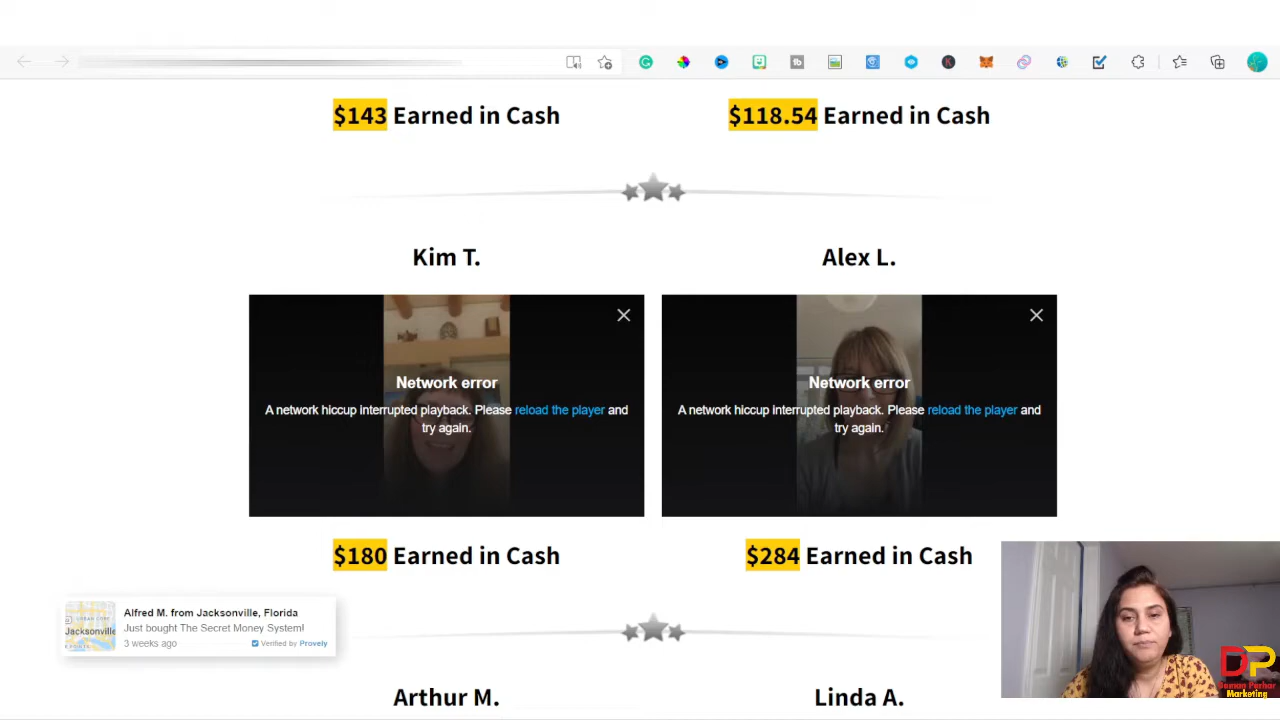 $143 Earned in Cash
$118.54 Earned in Cash
Kim T.
Alex L.
Network error
A network hiccup interrupted playback. Please reload the player and
try again.
Network error
A network hiccup interrupted playback. Please reload the player and
try again.
$180 Earned in Cash
$284 Earned in Cash
Jacksonville
Alfred M. from Jacksonville, Florida
Just bought The Secret Money System!
3 weeks ago
Verified by Provely
Arthur M.
Linda A.
DP
Marketing